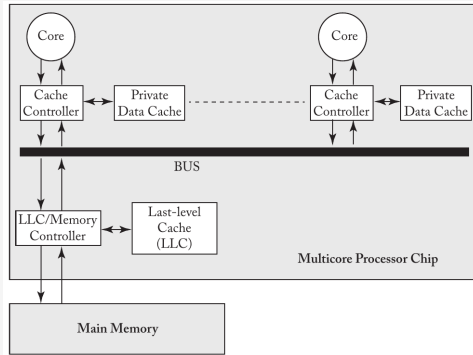 Core
Core
Cache
Controller
Private
Data Cache
Cache
Controller
Private
Data Cache
BUS
LLC/Memory
Controller
Last-level
Cache
(LLC)
Multicore Processor Chip
Main Memory